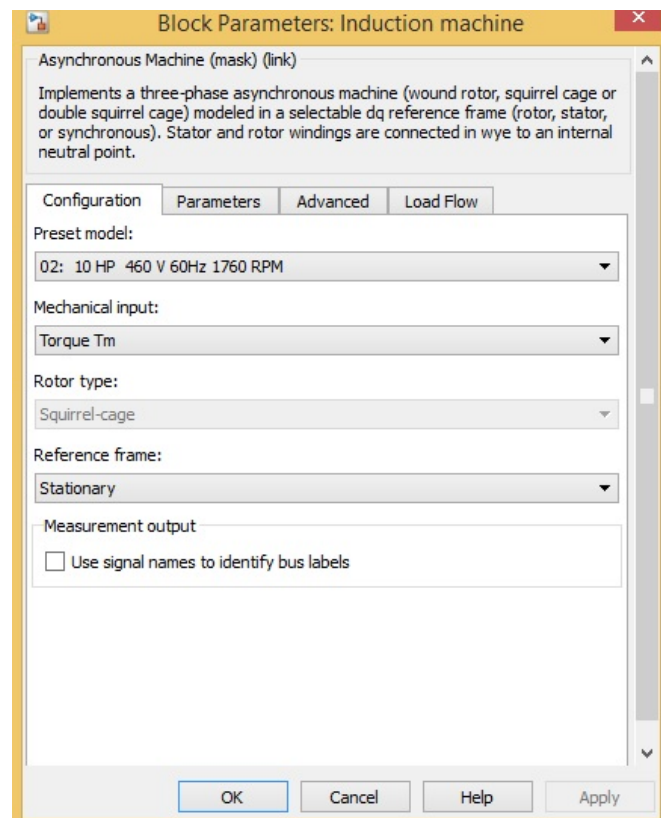 Block Parameters: Induction machine
Asynchronous Machine (mask) (link)
Implements a three-phase asynchronous machine (wound rotor, squirrel cage or
double squirrel cage) modeled in a selectable dq reference frame (rotor, stator,
or synchronous). Stator and rotor windings are connected in wye to an internal
neutral point.
Configuration Parameters Advanced Load Flow
Preset model:
02: 10 HP 460 V 60Hz 1760 RPM
Mechanical input:
Torque Tm
Rotor type:
Squirrel-cage
Reference frame:
Stationary
Measurement output
Use signal names to identify bus labels
OK Cancel Help Apply